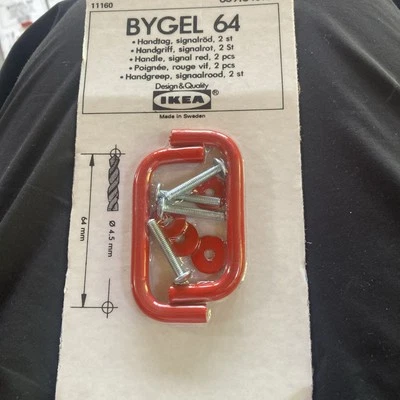 11160
BYGEL 64
• Handtag, signalröd, 2 st
• Handgriff, signalrot, 2 St
• Handle, signal red, 2 pcs
• Poignée, rouge vif, 2 pcs
• Handgreep, signaalrood, 2 st
Design & Quality
IKEA®
Made in Sweden
64 mm
Ø 4.5 mm